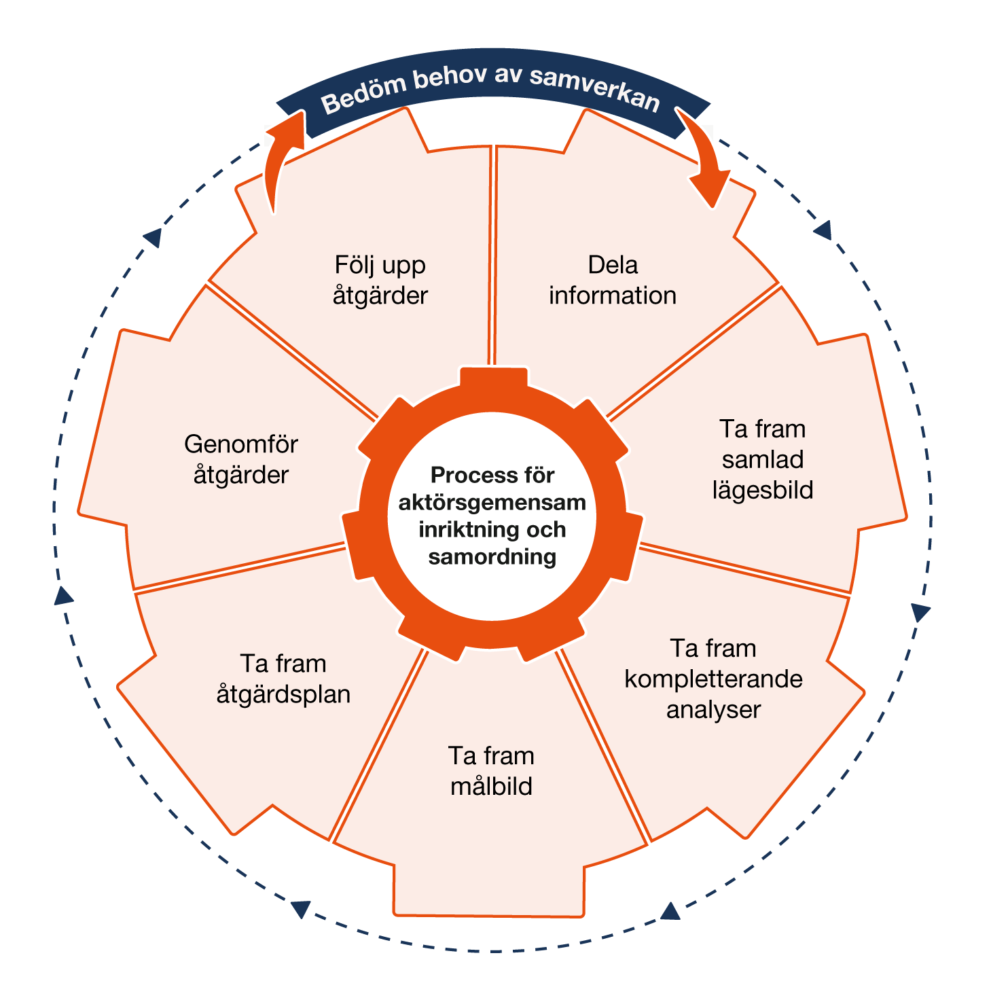 Bedöm behov av samverkan
Följ upp
åtgärder
Dela
information
Genomför
åtgärder
Ta fram
samlad
lägesbild
Process för
aktörsgemensam
inriktning och
samordning
Ta fram
åtgärdsplan
Ta fram
kompletterande
analyser
Ta fram
målbild